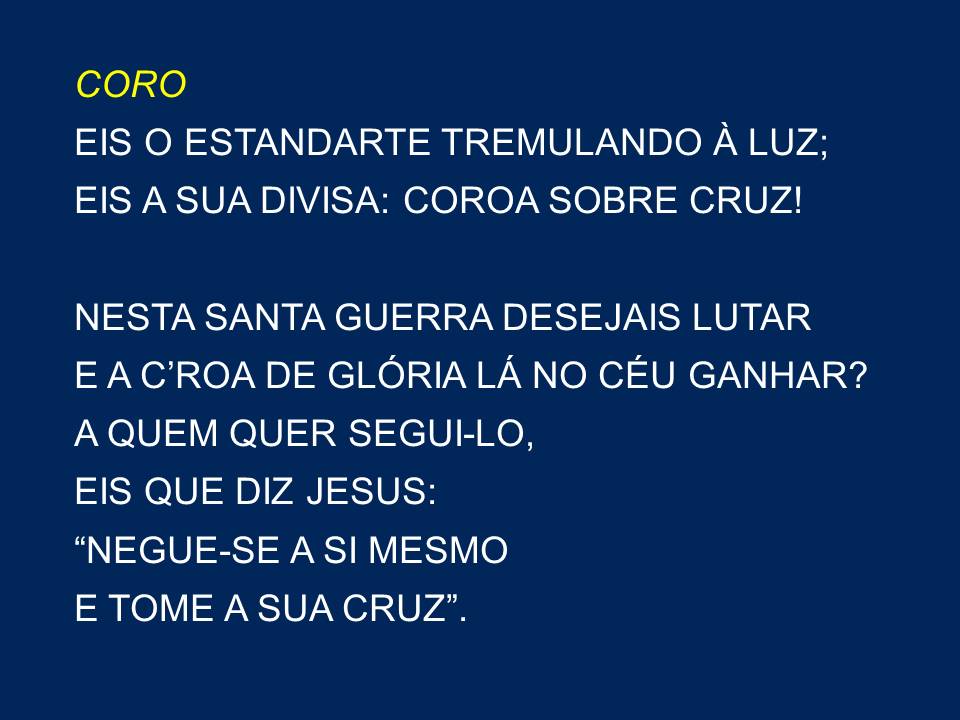 CORO
EIS O ESTANDARTE TREMULANDO À LUZ;
EIS A SUA DIVISA: COROA SOBRE CRUZ!
NESTA SANTA GUERRA DESEJAIS LUTAR
E A C’ROA DE GLÓRIA LÁ NO CÉU GANHAR?
A QUEM QUER SEGUI-LO,
EIS QUE DIZ JESUS:
“NEGUE-SE A SI MESMO
E TOME A SUA CRUZ”.